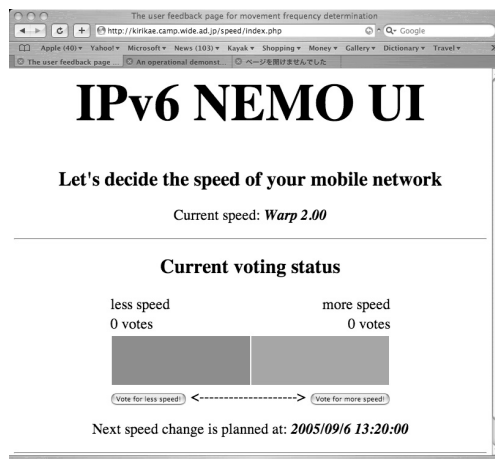 The user feedback page for movement frequency determination
http://kirikae.camp.wide.ad.jp/speed/index.php
Google
Apple (40) Yahoo! Microsoft News (103) Kayak Shopping Money Gallery Dictionary Travel
The user feedback page ... An operational demonst... ページを開けませんでした
IPv6 NEMO UI
Let's decide the speed of your mobile network
Current speed: Warp 2.00
Current voting status
less speed more speed
0 votes 0 votes
Vote for less speed! <--------------------> Vote for more speed!
Next speed change is planned at: 2005/09/6 13:20:00